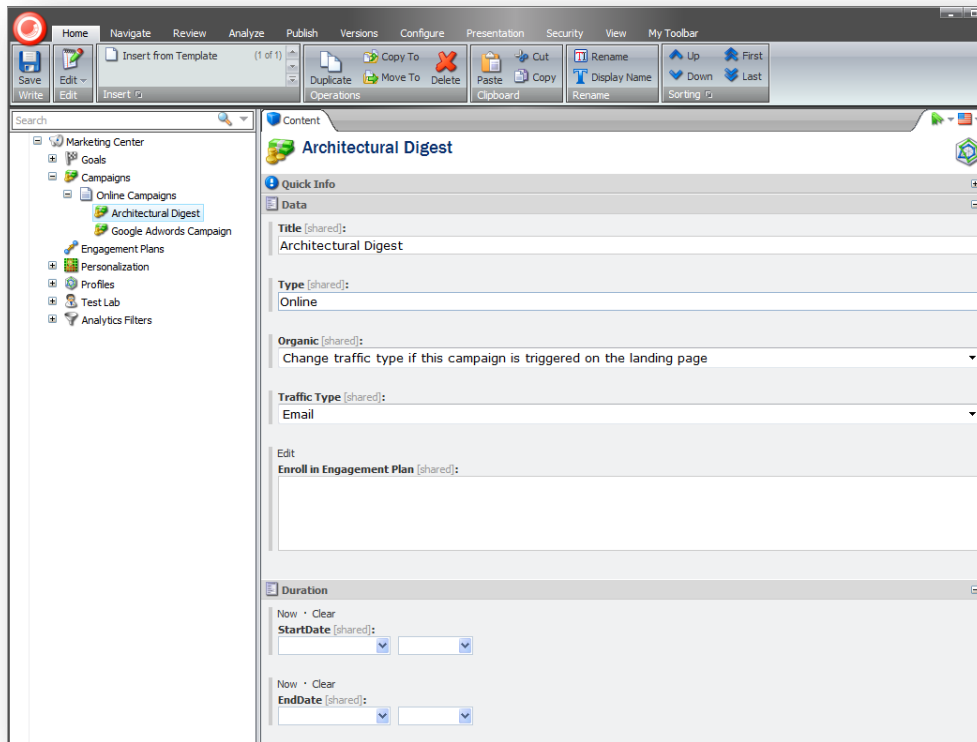 Home Navigate Review Analyze Publish Versions Configure Presentation Security View My Toolbar
Insert from Template (1 of 1) Copy To Cut Rename Up First
Save Edit Duplicate Move To Delete Paste Copy Display Name Down Last
Write Edit Insert Operations Clipboard Rename Sorting
Search
Content
Marketing Center
Goals
Campaigns
Online Campaigns
Architectural Digest
Google Adwords Campaign
Engagement Plans
Personalization
Profiles
Test Lab
Analytics Filters
Architectural Digest
Quick Info
Data
Title [shared]:
Architectural Digest
Type [shared]:
Online
Organic [shared]:
Change traffic type if this campaign is triggered on the landing page
Traffic Type [shared]:
Email
Edit
Enroll in Engagement Plan [shared]:
Duration
Now · Clear
StartDate [shared]:
Now · Clear
EndDate [shared]: